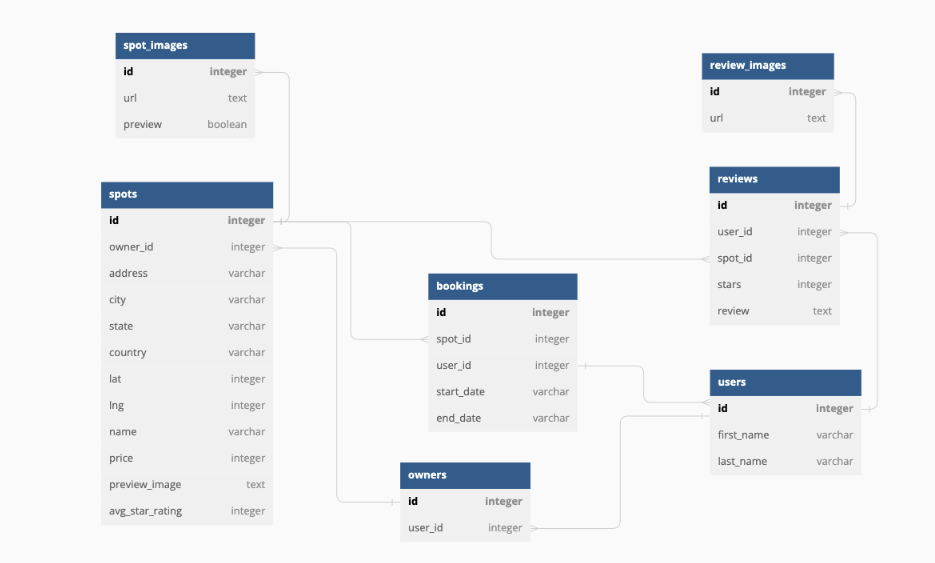 spot_images
id integer
url text
preview boolean
review_images
id integer
url text
spots
id integer
owner_id integer
address varchar
city varchar
state varchar
country varchar
lat integer
lng integer
name varchar
price integer
preview_image text
avg_star_rating integer
reviews
id integer
user_id integer
spot_id integer
stars integer
review text
bookings
id integer
spot_id integer
user_id integer
start_date varchar
end_date varchar
users
id integer
first_name varchar
last_name varchar
owners
id integer
user_id integer